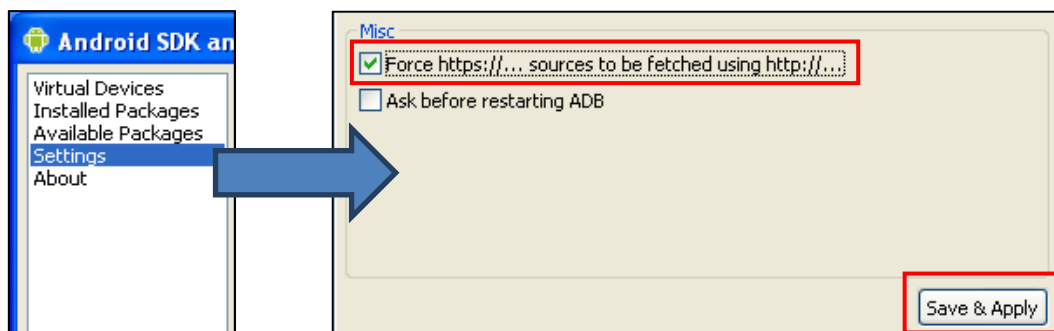 Android SDK an
Virtual Devices
Installed Packages
Available Packages
Settings
About
Misc
Force https://... sources to be fetched using http://...
Ask before restarting ADB
Save & Apply